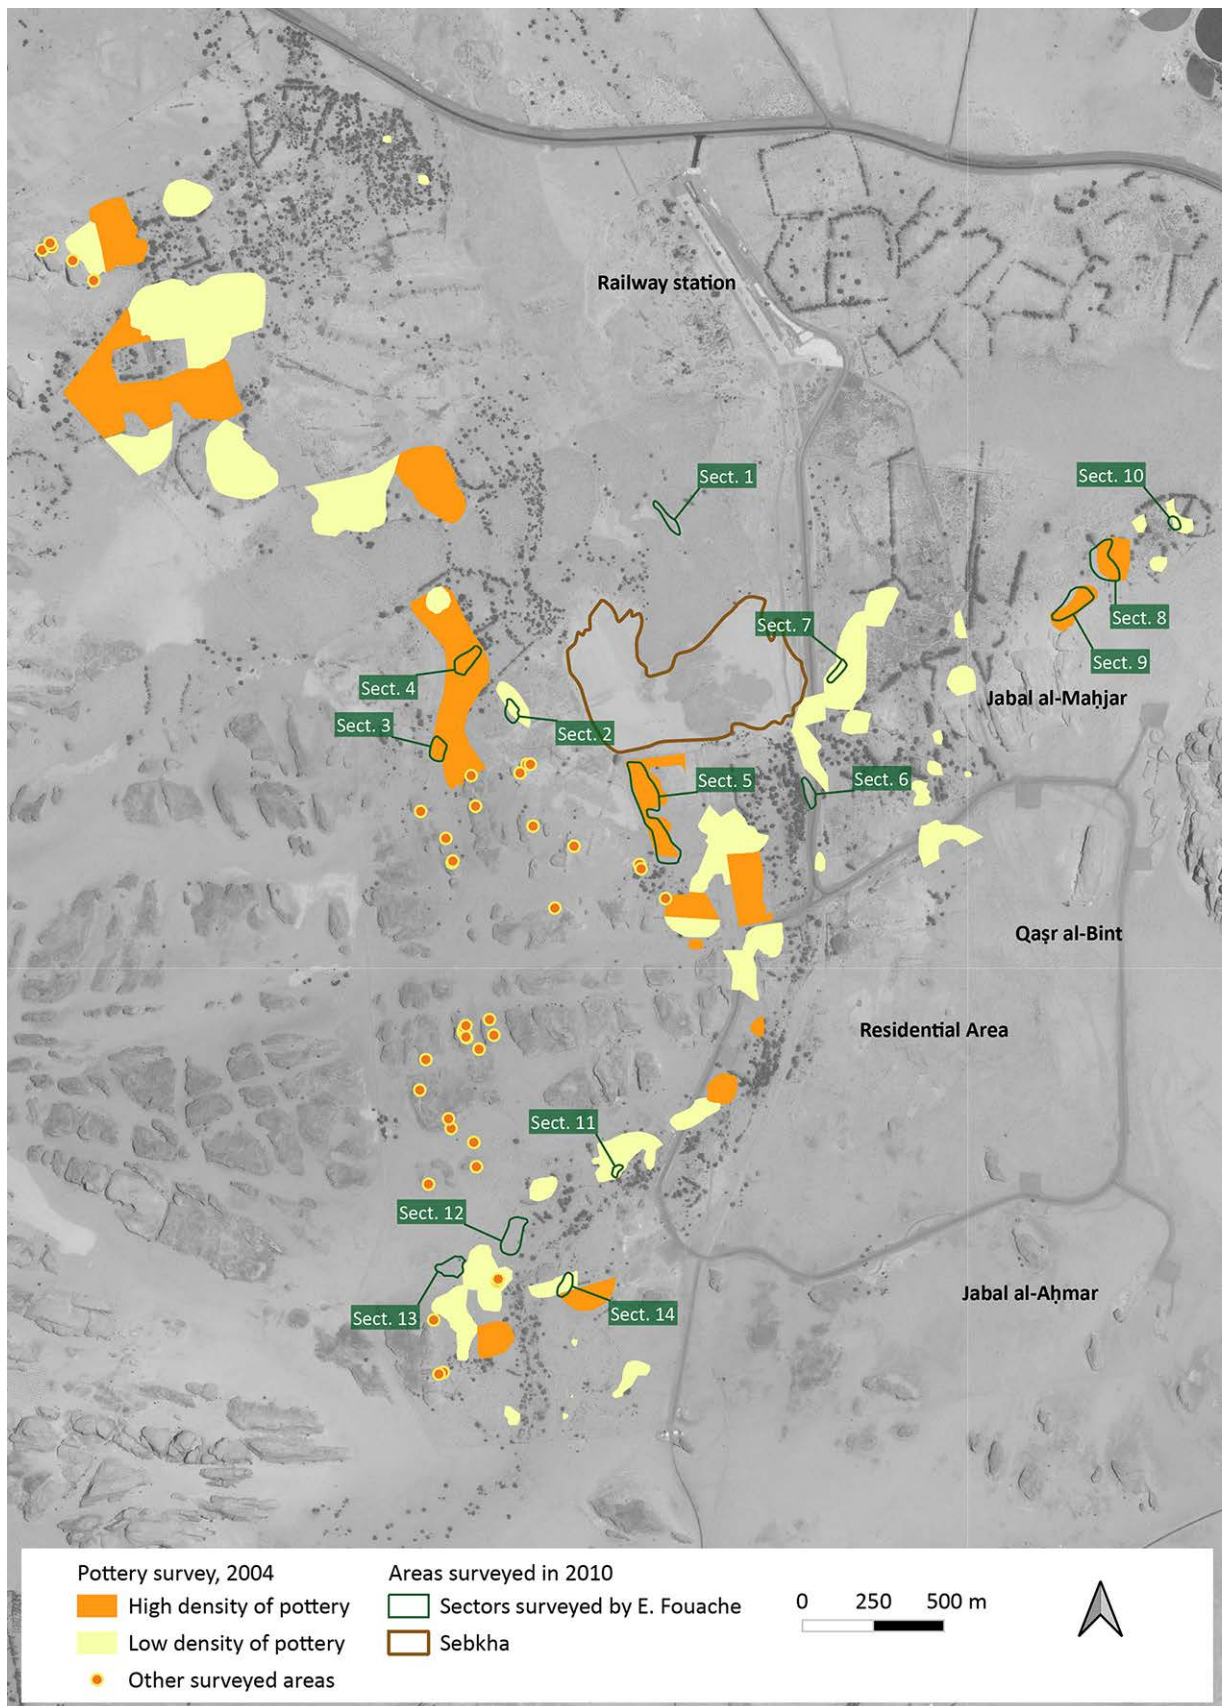 Railway station
Sect. 1
Sect. 10
Sect. 8
Sect. 7
Sect. 9
Sect. 4
Jabal al-Maḥjar
Sect. 3
Sect. 2
Sect. 5
Sect. 6
Qaṣr al-Bint
Residential Area
Sect. 11
Sect. 12
Jabal al-Aḥmar
Sect. 13
Sect. 14
Pottery survey, 2004
High density of pottery
Low density of pottery
Other surveyed areas
Areas surveyed in 2010
Sectors surveyed by E. Fouache
Sebkha
0 250 500 m